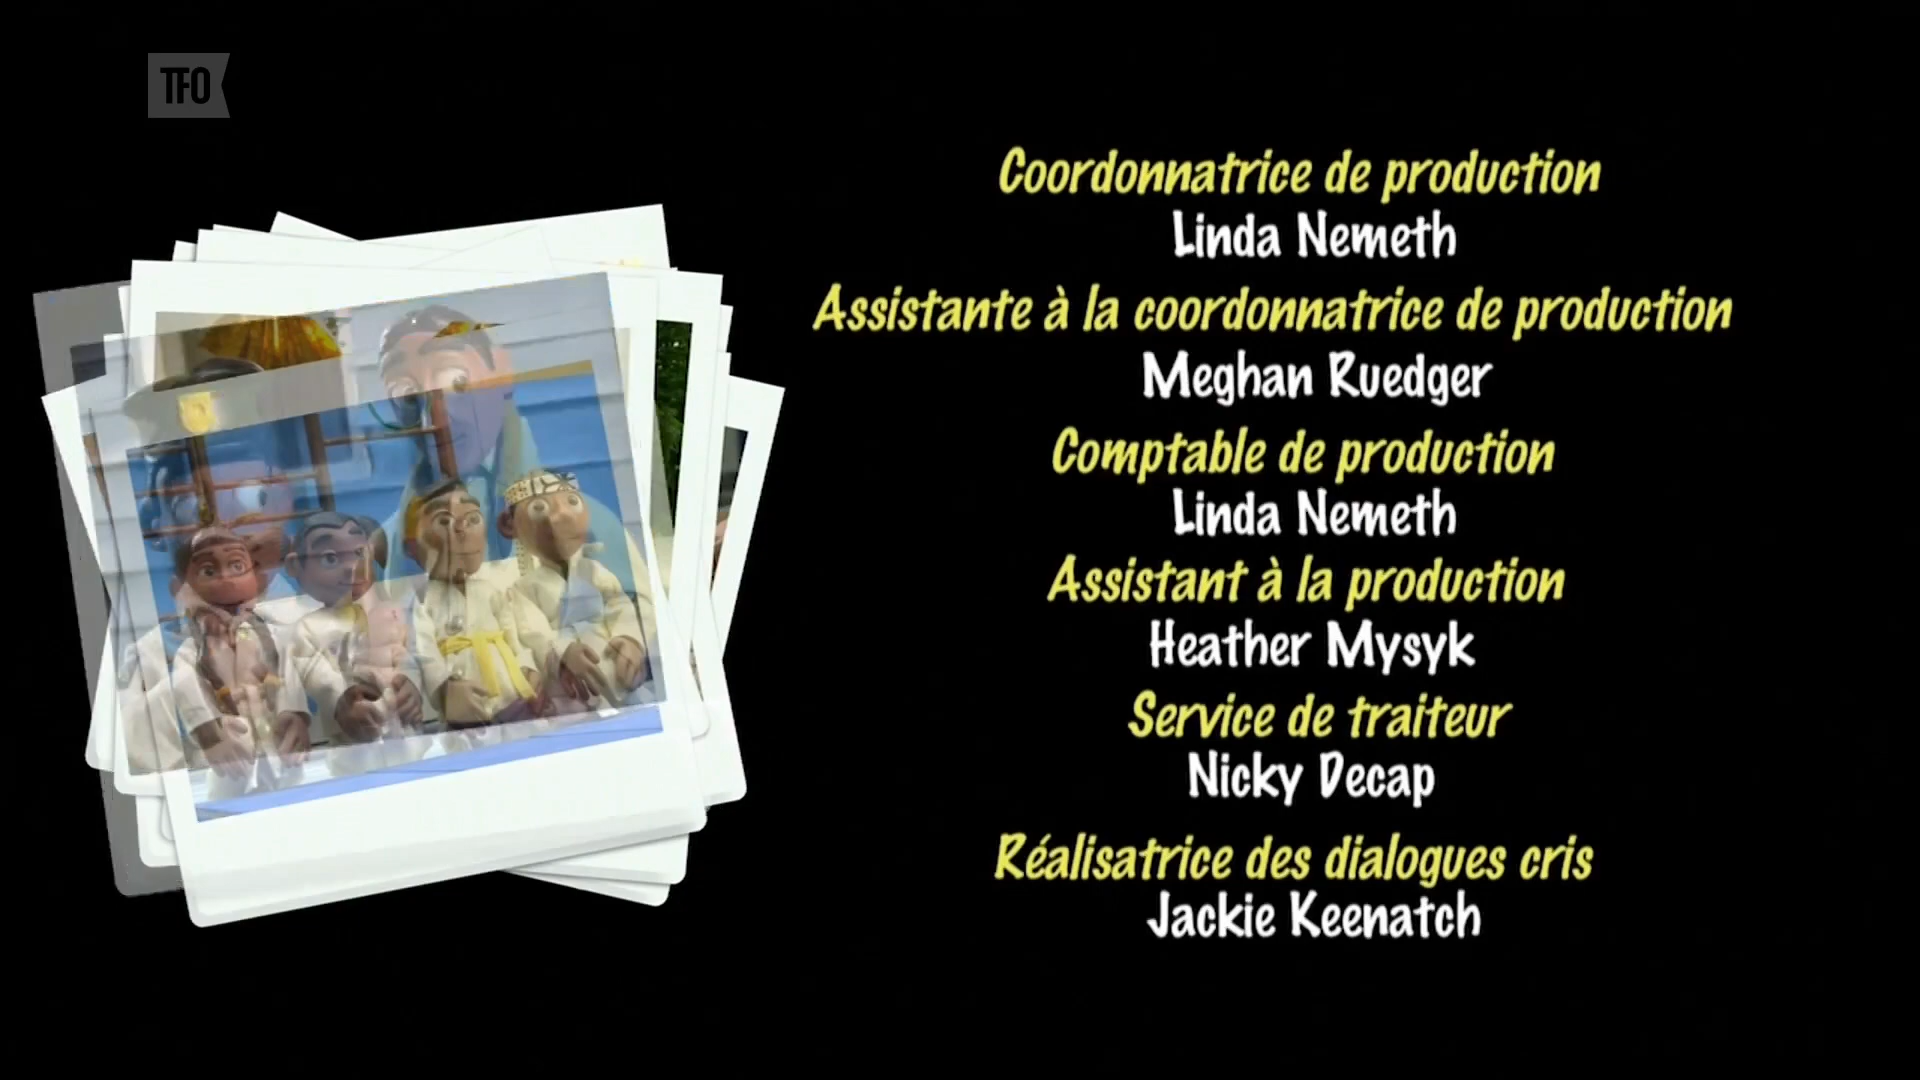 TFO
Coordonnatrice de production
Linda Nemeth
Assistante à la coordonnatrice de production
Meghan Ruedger
Comptable de production
Linda Nemeth
Assistant à la production
Heather Mysyk
Service de traiteur
Nicky Decap
Réalisatrice des dialogues cris
Jackie Keenatch